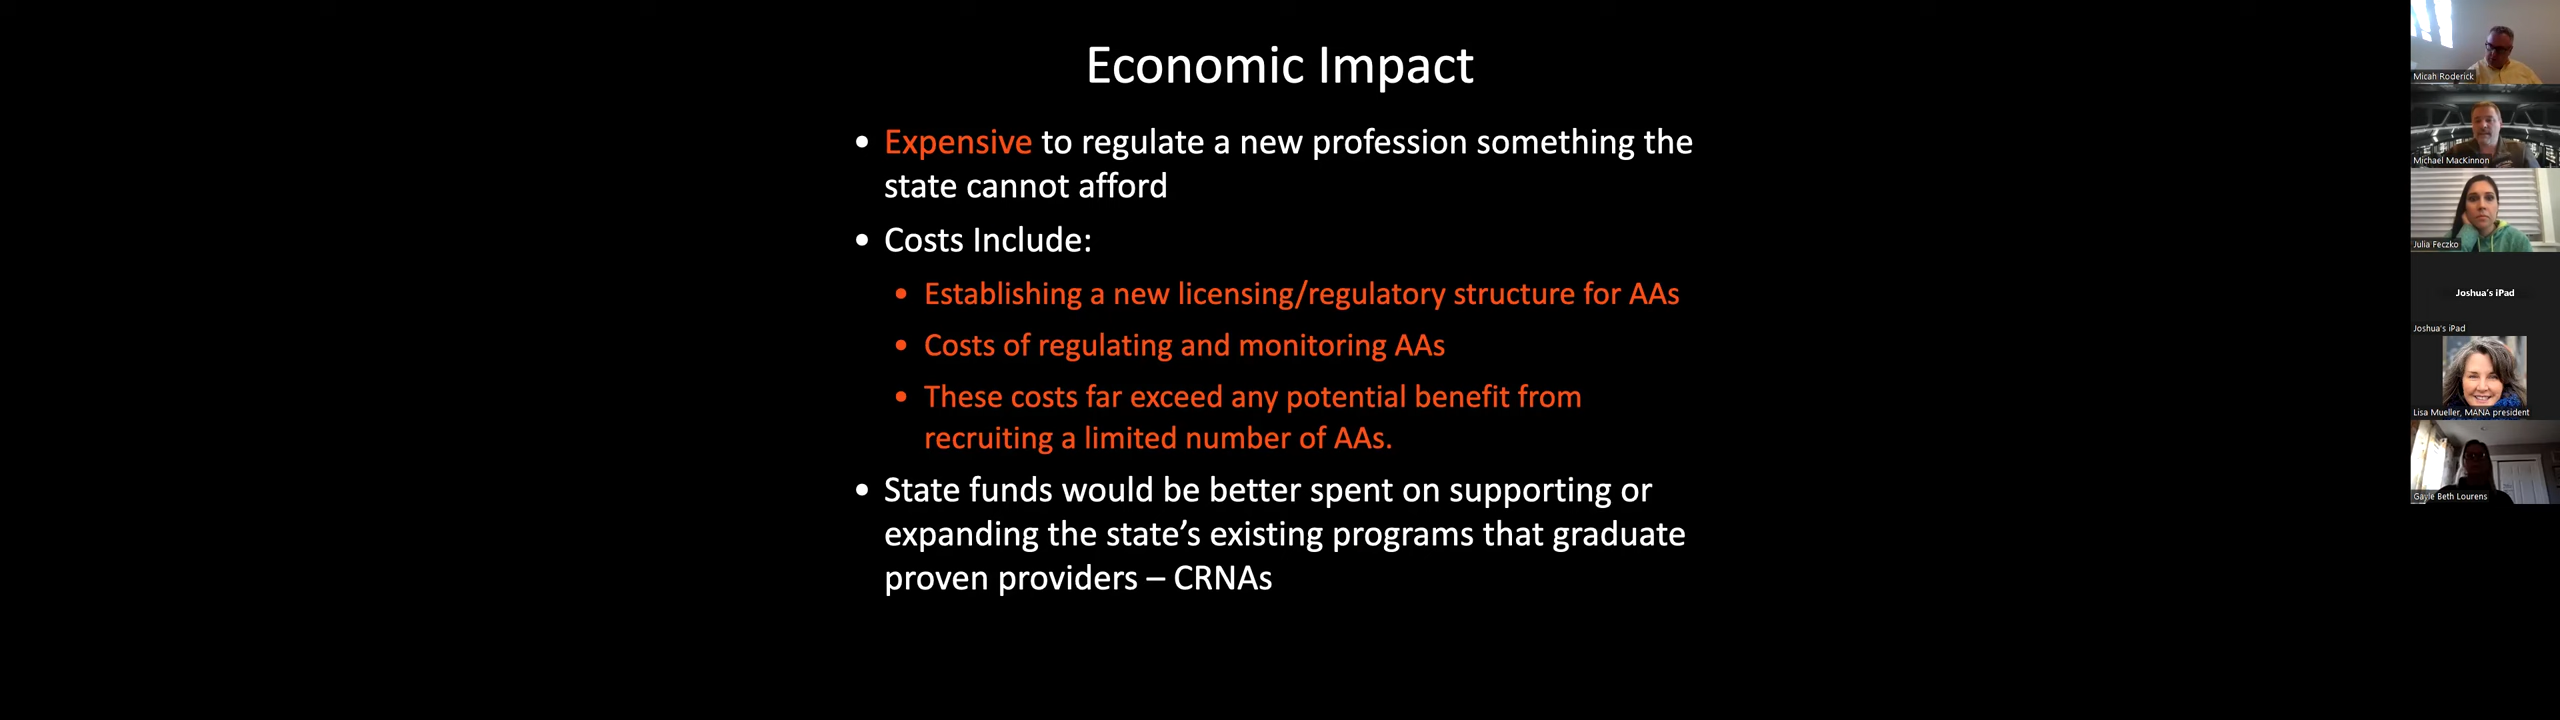 Economic Impact
• Expensive to regulate a new profession something the
state cannot afford
• Costs Include:
• Establishing a new licensing/regulatory structure for AAs
• Costs of regulating and monitoring AAs
• These costs far exceed any potential benefit from
recruiting a limited number of AAs.
• State funds would be better spent on supporting or
expanding the state’s existing programs that graduate
proven providers – CRNAs
Micah Roderick
Michael MacKinnon
Julia Feczko
Joshua's iPad
Joshua's iPad
Lisa Mueller, MANA president
Gayle Beth Lourens